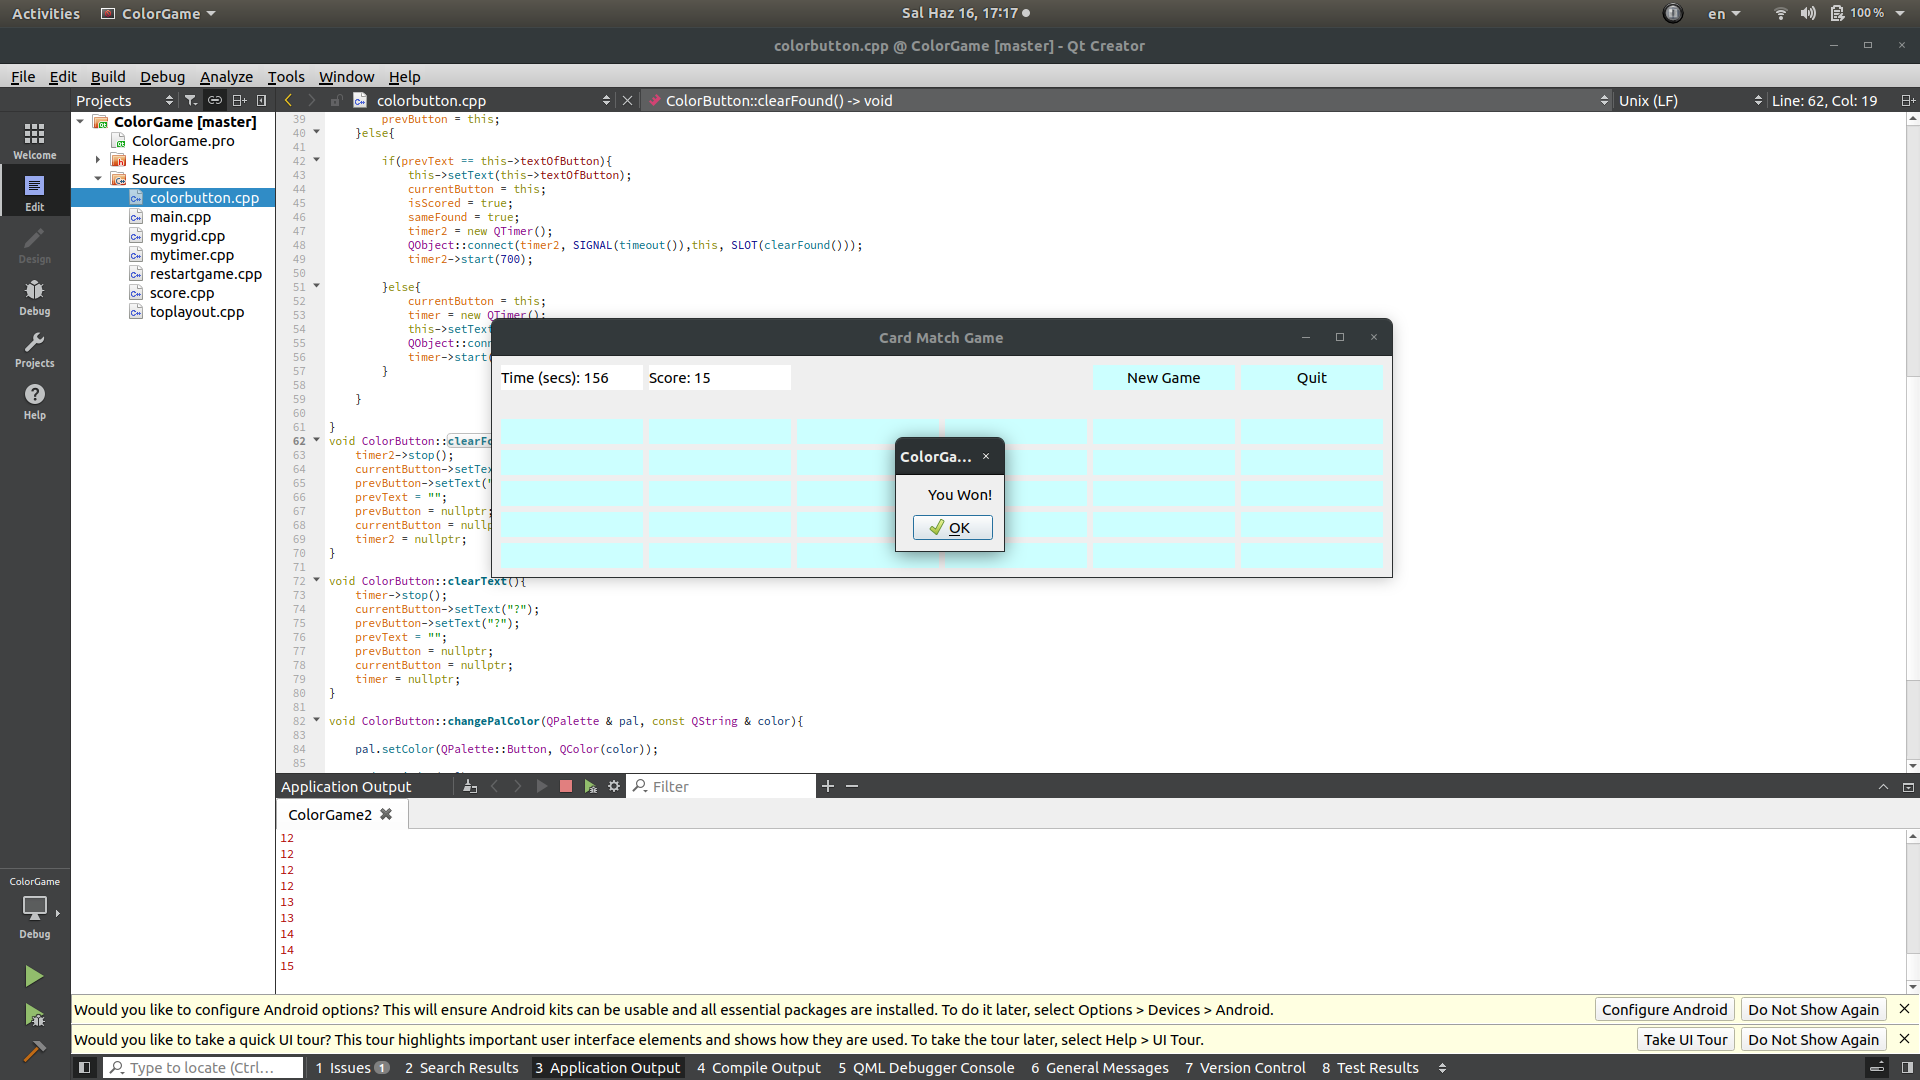 Activities ColorGame Sal Haz 16, 17:17 en 100 %
colorbutton.cpp @ ColorGame [master] - Qt Creator
File Edit Build Debug Analyze Tools Window Help
Projects colorbutton.cpp ColorButton::clearFound() -> void Unix (LF) Line: 62, Col: 19
Welcome
Edit
Design
Debug
Projects
Help
ColorGame
Debug
ColorGame [master]
ColorGame.pro
Headers
Sources
colorbutton.cpp
main.cpp
mygrid.cpp
mytimer.cpp
restartgame.cpp
score.cpp
toplayout.cpp
39 prevButton = this;
40 }else{
41
42 if(prevText == this->textOfButton){
43 this->setText(this->textOfButton);
44 currentButton = this;
45 isScored = true;
46 sameFound = true;
47 timer2 = new QTimer();
48 QObject::connect(timer2, SIGNAL(timeout()),this, SLOT(clearFound()));
49 timer2->start(700);
50
51 }else{
52 currentButton = this;
53 timer = new QTimer();
54 this->setText
55 QObject::conn
56 timer->start(
57 }
58
59 }
60
61 }
62 void ColorButton::clearFo
63 timer2->stop();
64 currentButton->setTex
65 prevButton->setText("
66 prevText = "";
67 prevButton = nullptr;
68 currentButton = nullp
69 timer2 = nullptr;
70 }
71
72 void ColorButton::clearText(){
73 timer->stop();
74 currentButton->setText("?");
75 prevButton->setText("?");
76 prevText = "";
77 prevButton = nullptr;
78 currentButton = nullptr;
79 timer = nullptr;
80 }
81
82 void ColorButton::changePalColor(QPalette & pal, const QString & color){
83
84 pal.setColor(QPalette::Button, QColor(color));
85
Card Match Game
Time (secs): 156 Score: 15 New Game Quit
ColorGa...
You Won!
OK
Application Output Filter
ColorGame2
12
12
12
12
13
13
14
14
15
Would you like to configure Android options? This will ensure Android kits can be usable and all essential packages are installed. To do it later, select Options > Devices > Android. Configure Android Do Not Show Again
Would you like to take a quick UI tour? This tour highlights important user interface elements and shows how they are used. To take the tour later, select Help > UI Tour. Take UI Tour Do Not Show Again
Type to locate (Ctrl... 1 Issues 1 2 Search Results 3 Application Output 4 Compile Output 5 QML Debugger Console 6 General Messages 7 Version Control 8 Test Results